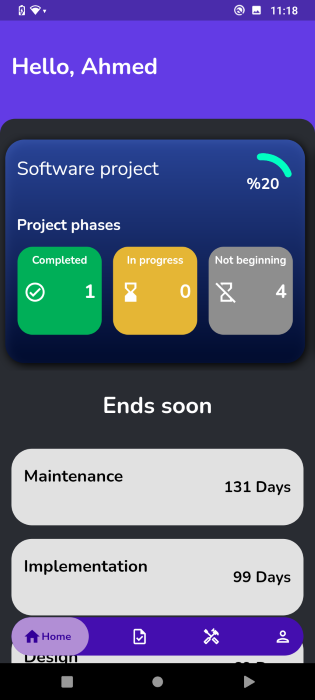 11:18
Hello, Ahmed
Software project
%20
Project phases
Completed
In progress
Not beginning
1
0
4
Ends soon
Maintenance
131 Days
Implementation
99 Days
Home
Design